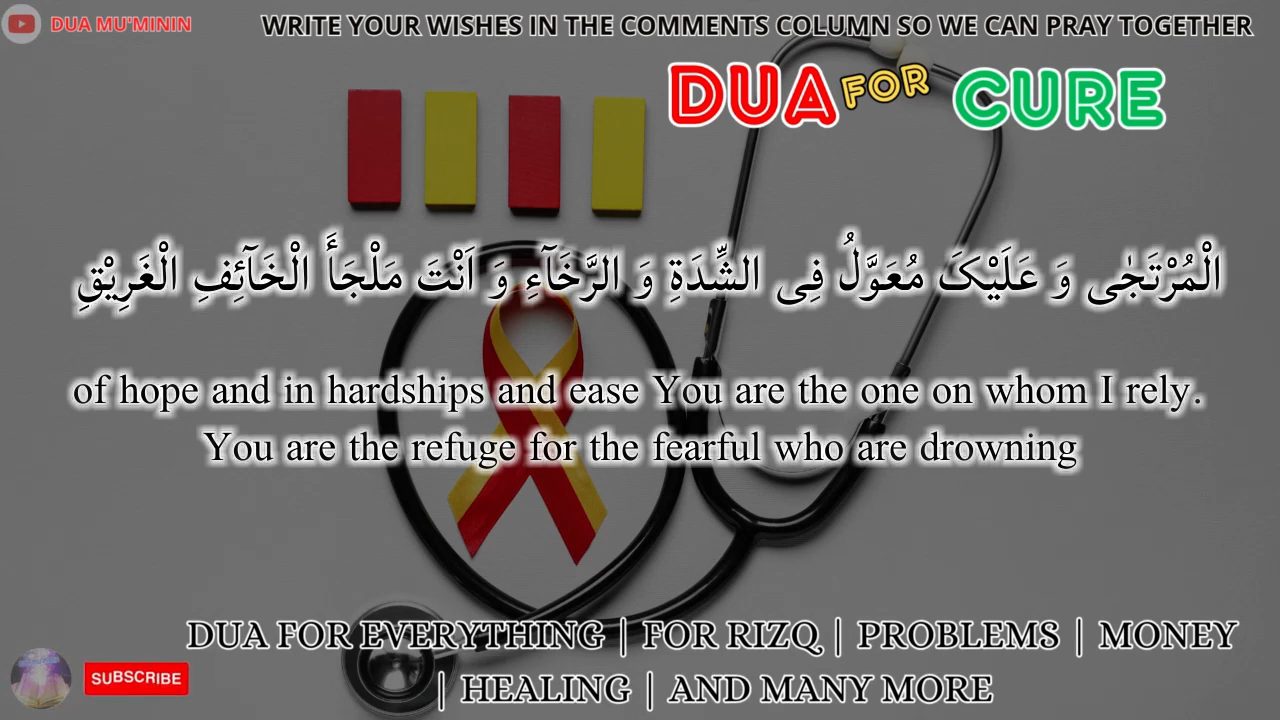 DUA MU'MININ
WRITE YOUR WISHES IN THE COMMENTS COLUMN SO WE CAN PRAY TOGETHER
DUA FOR CURE
الْمُرْتَجٰى وَ عَلَيْکَ مُعَوَّلُ فِى الشِّدَةِ وَ الرَّخَآءِ وَ اَنْتَ مَلْجَأَ الْخَآئِفِ الْغَرِيْقِ
of hope and in hardships and ease You are the one on whom I rely.
You are the refuge for the fearful who are drowning
DUA FOR EVERYTHING | FOR RIZQ | PROBLEMS | MONEY
| HEALING | AND MANY MORE
SUBSCRIBE